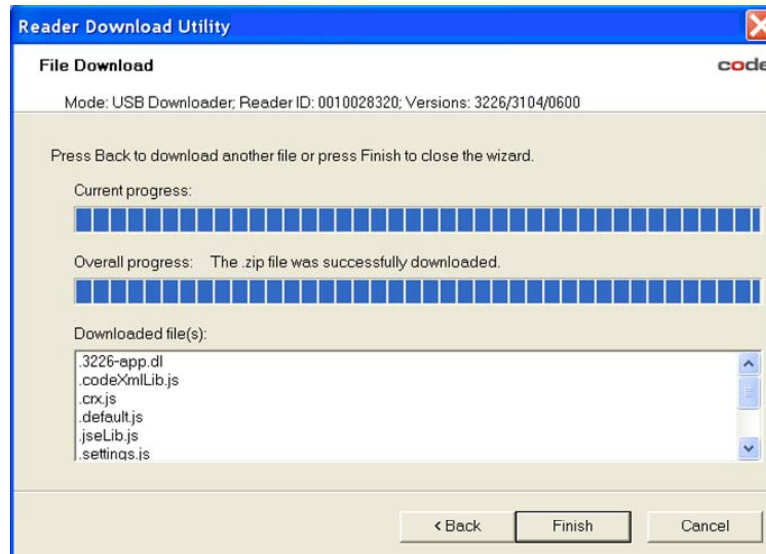 Reader Download Utility
File Download
code
Mode: USB Downloader; Reader ID: 0010028320; Versions: 3226/3104/0600
Press Back to download another file or press Finish to close the wizard.
Current progress:
Overall progress: The .zip file was successfully downloaded.
Downloaded file(s):
.3226-app.dl
.codeXmlLib.js
.crx.js
.default.js
.jseLib.js
.settings.js
< Back
Finish
Cancel